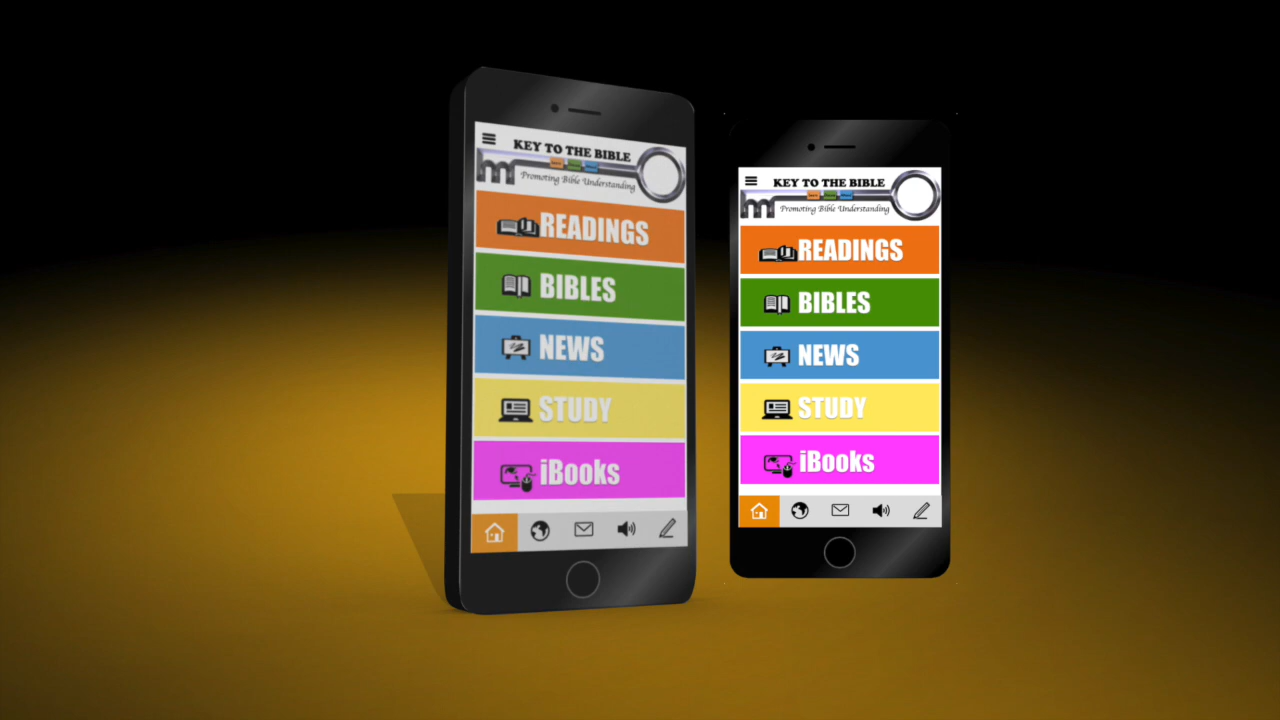 KEY TO THE BIBLE
Promoting Bible Understanding
READINGS
BIBLES
NEWS
STUDY
iBooks
KEY TO THE BIBLE
Promoting Bible Understanding
READINGS
BIBLES
NEWS
STUDY
iBooks